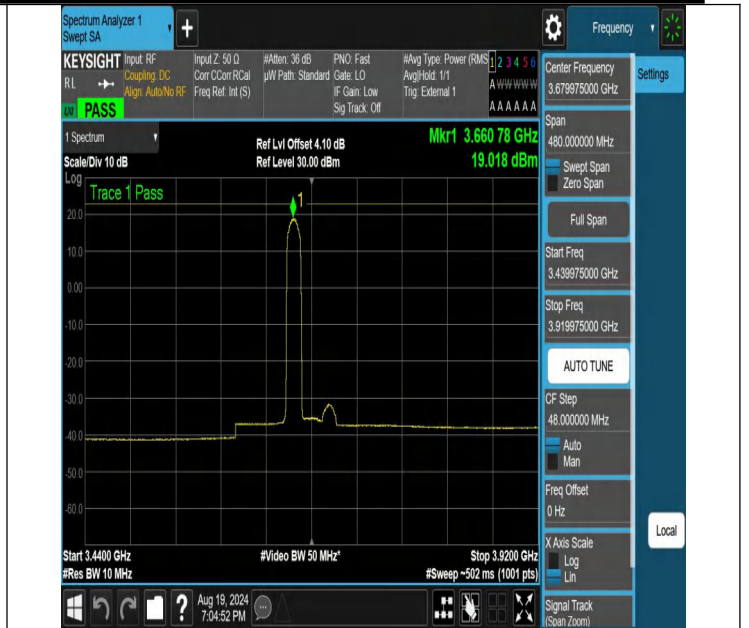 Spectrum Analyzer 1
Swept SA
+
Frequency
KEYSIGHT
RL
PASS
Input: RF
Coupling: DC
Align: Auto/No RF
Input Z: 50 Ω
Corr CCorr RCal
Freq Ref: Int (S)
#Atten: 36 dB
µW Path: Standard
PNO: Fast
Gate: LO
IF Gain: Low
Sig Track: Off
#Avg Type: Power (RMS
Avg|Hold: 1/1
Trig: External 1
1 2 3 4 5 6
A W W W W W
A A A A A A
1 Spectrum
Scale/Div 10 dB
Ref Lvl Offset 4.10 dB
Ref Level 30.00 dBm
Mkr1 3.660 78 GHz
19.018 dBm
Log
Trace 1 Pass
1
20.0
10.0
0.00
-10.0
-20.0
-30.0
-40.0
-50.0
-60.0
Start 3.4400 GHz
#Res BW 10 MHz
#Video BW 50 MHz*
Stop 3.9200 GHz
#Sweep ~502 ms (1001 pts)
Center Frequency
3.679975000 GHz
Settings
Span
480.000000 MHz
Swept Span
Zero Span
Full Span
Start Freq
3.439975000 GHz
Stop Freq
3.919975000 GHz
AUTO TUNE
CF Step
48.000000 MHz
Auto
Man
Freq Offset
0 Hz
X Axis Scale
Log
Lin
Local
Signal Track
(Span Zoom)
?
Aug 19, 2024
7:04:52 PM